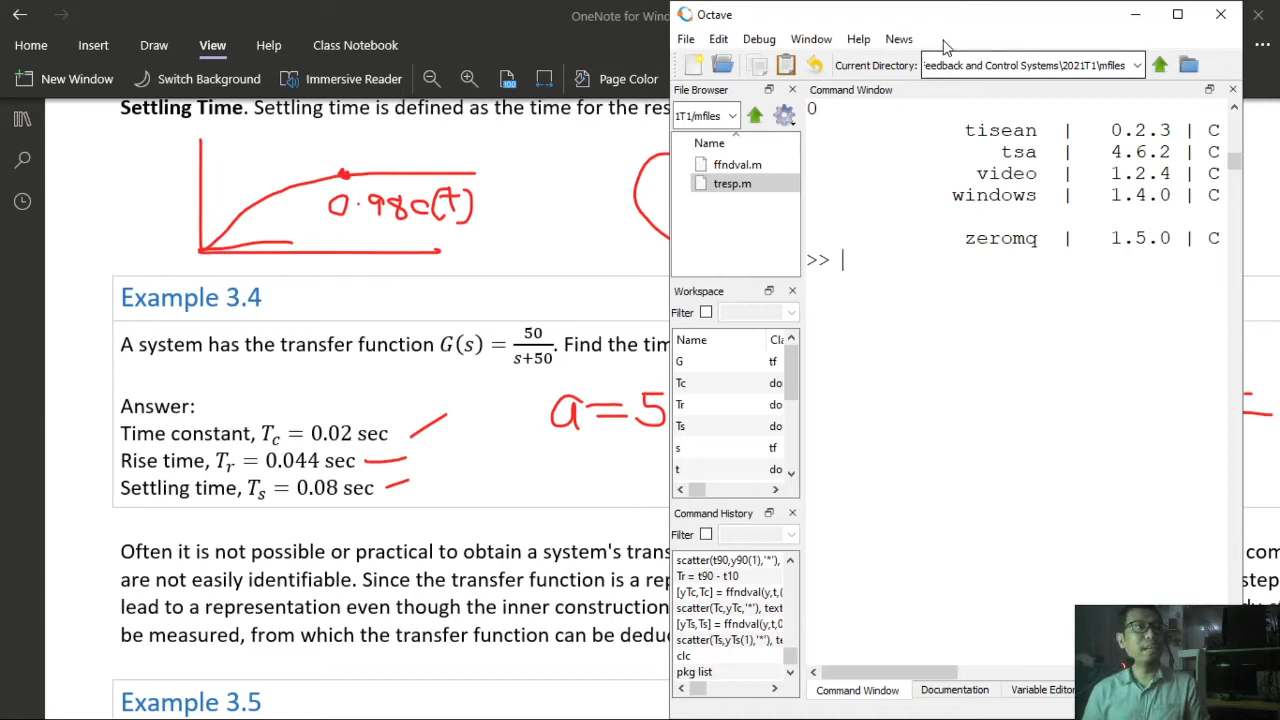 OneNote for Win
Home Insert Draw View Help Class Notebook
New Window Switch Background Immersive Reader Page Color
Settling Time. Settling time is defined as the time for the res
0.98c(t)
Example 3.4
A system has the transfer function G(s) = 50/(s+50). Find the tim
Answer:
Time constant, T_c = 0.02 sec
Rise time, T_r = 0.044 sec
Settling time, T_s = 0.08 sec
a=5
Often it is not possible or practical to obtain a system's trans
are not easily identifiable. Since the transfer function is a rep
lead to a representation even though the inner construction
be measured, from which the transfer function can be dedu
com
step
Example 3.5
Octave
File Edit Debug Window Help News
Current Directory: eedback and Control Systems\2021T1\mfiles
File Browser
1T1/mfiles
Name
ffndval.m
tresp.m
Workspace
Filter
Name Cla
G tf
Tc do
Tr do
Ts do
s tf
t do
Command History
Filter
scatter(t90,y90(1),'*'),
Tr = t90 - t10
[yTc,Tc] = ffndval(y,t,(
scatter(Tc,yTc,'*'), text
[yTs,Ts] = ffndval(y,t,0
scatter(Ts,yTs(1),'*'), te
clc
pkg list
Command Window
0
tisean | 0.2.3 | C
tsa | 4.6.2 | C
video | 1.2.4 | C
windows | 1.4.0 | C
zeromq | 1.5.0 | C
>>
Command Window Documentation Variable Editor